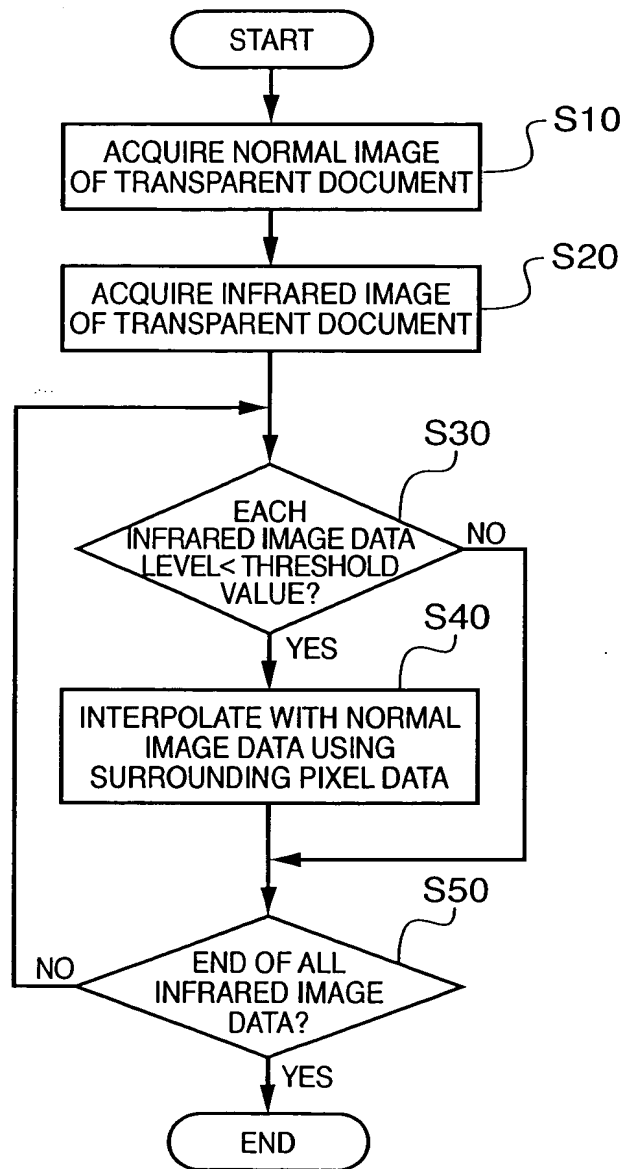 START
S10
ACQUIRE NORMAL IMAGE
OF TRANSPARENT DOCUMENT
S20
ACQUIRE INFRARED IMAGE
OF TRANSPARENT DOCUMENT
S30
EACH
INFRARED IMAGE DATA
LEVEL< THRESHOLD
VALUE?
NO
YES
S40
INTERPOLATE WITH NORMAL
IMAGE DATA USING
SURROUNDING PIXEL DATA
S50
END OF ALL
INFRARED IMAGE
DATA?
NO
YES
END